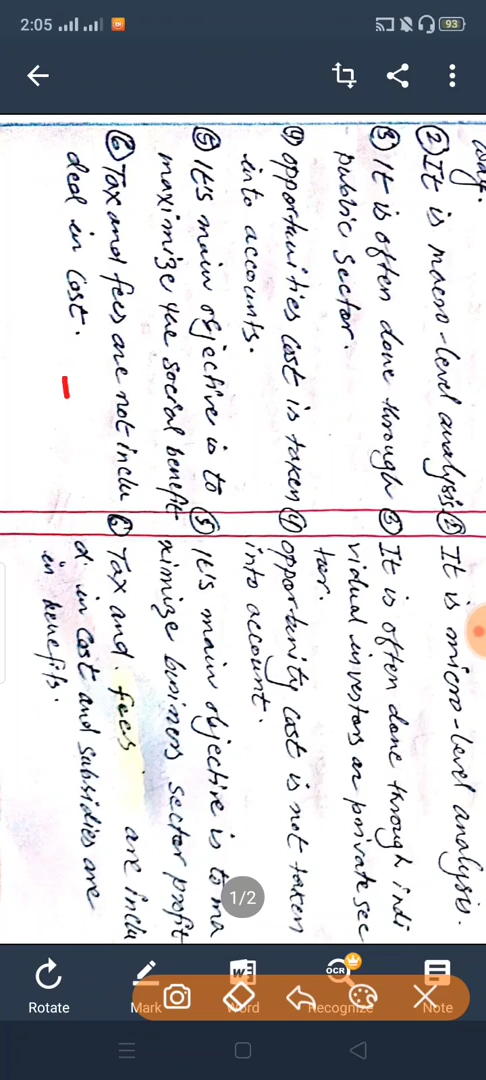 2:05
93
way.
② It is macro-level analysis.
③ It is often done through
public sector.
④ opportunities cost is taken
into accounts.
⑤ It's main objective is to
maximize the social benefit
⑥ Tax and fees are not inclu
ded in cost.
② It is micro-level analysis.
③ It is often done through indi
vidual investors or private sec
tor.
④ opportunity cost is not taken
into account.
⑤ It's main objective is to ma
ximize business sector profit
⑥ Tax and fees are inclu
d in cost and subsidies are
in benefits.
1/2
Rotate
Mark
Word
OCR
Recognize
Note